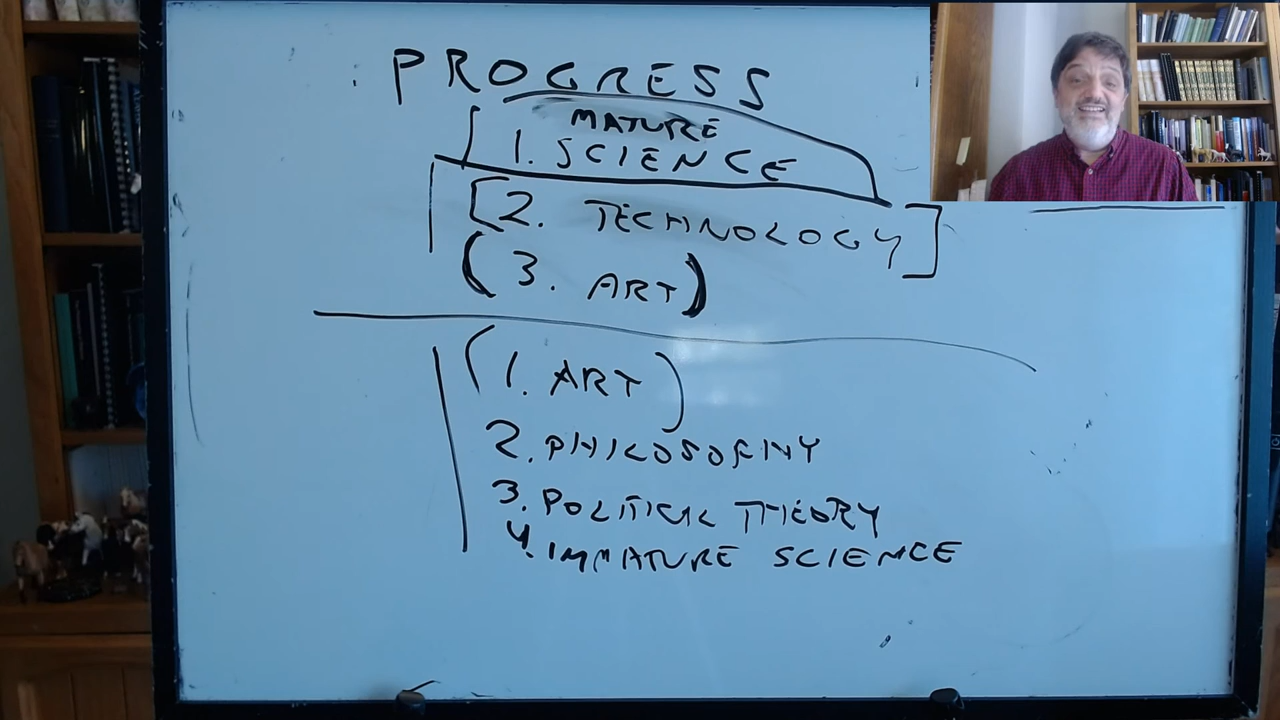 PROGRESS
MATURE
1. SCIENCE
[2. TECHNOLOGY]
(3. ART)
(1. ART)
2. PHILOSOPHY
3. POLITICAL THEORY
4. IMMATURE SCIENCE